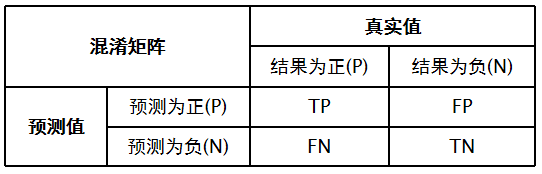 混淆矩阵
真实值
结果为正(P)
结果为负(N)
预测值
预测为正(P)
TP
FP
预测为负(N)
FN
TN